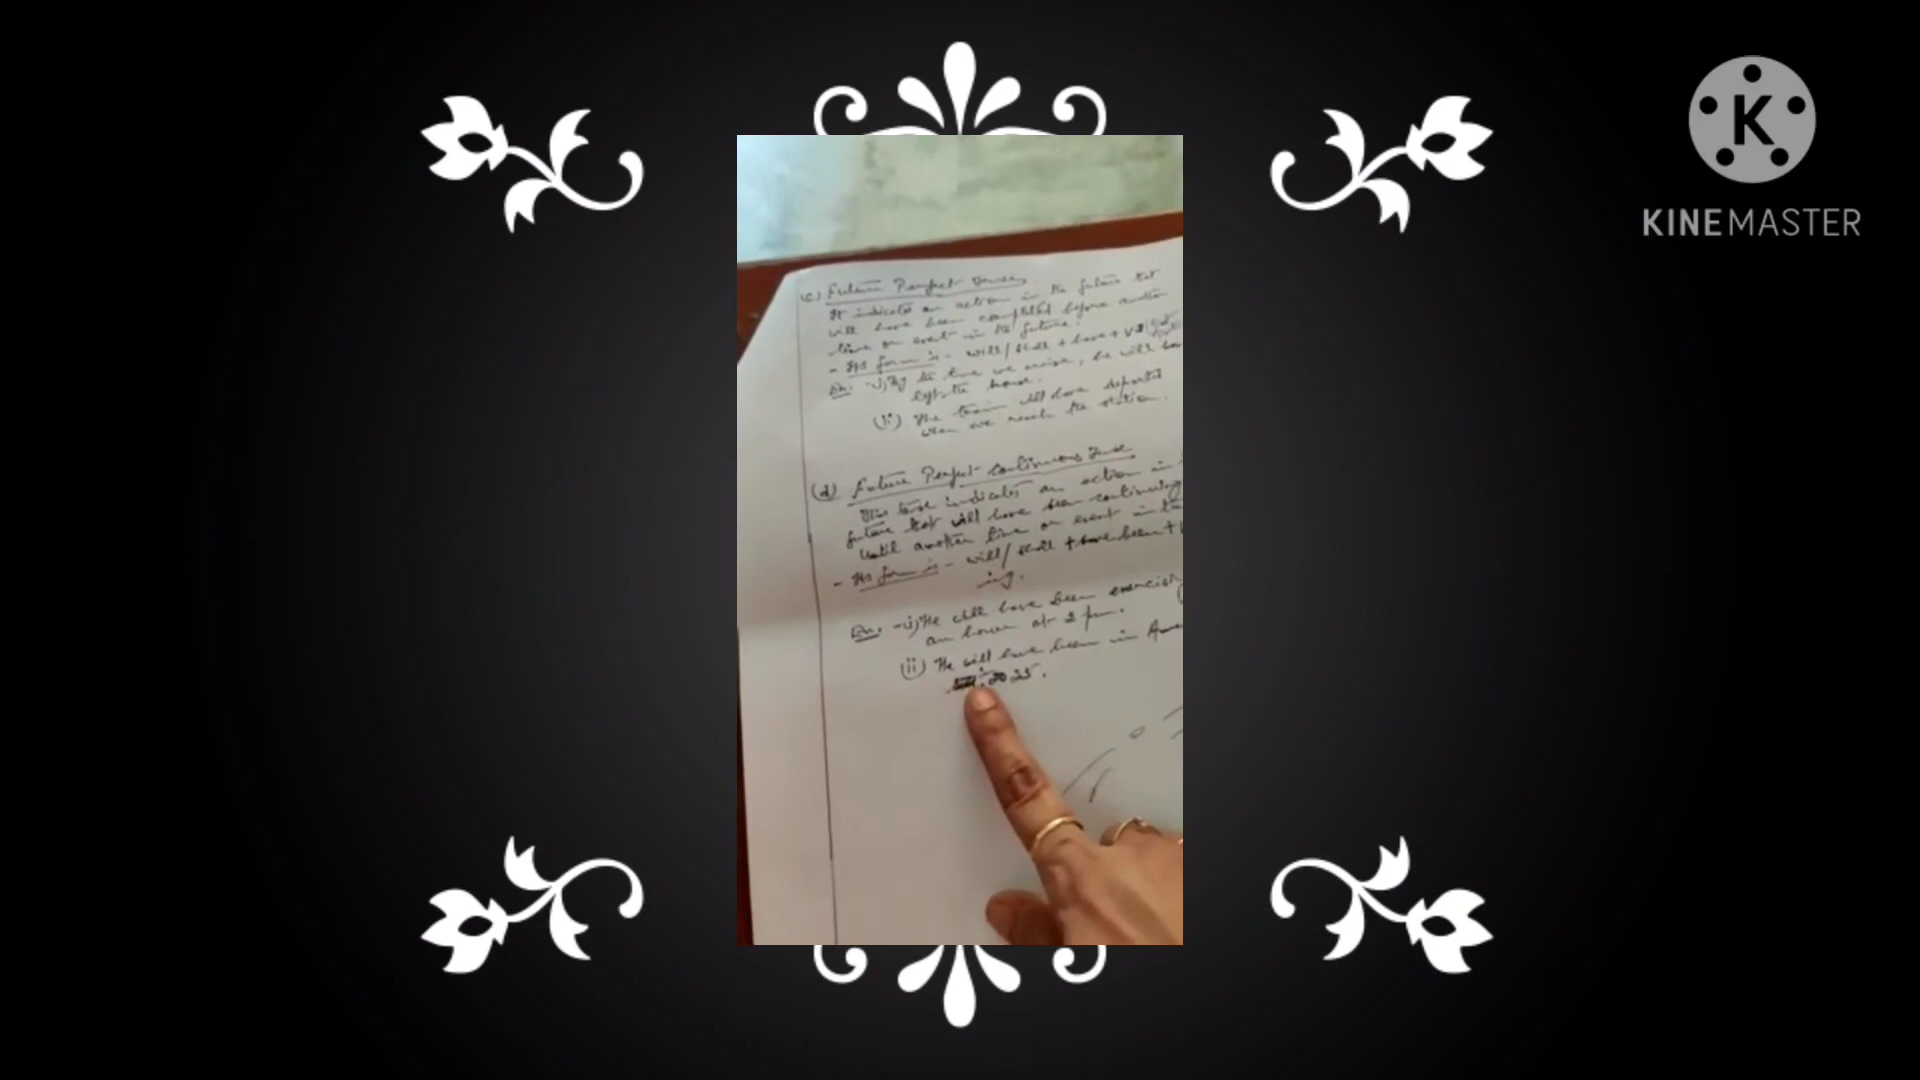 (c) Future Perfect Tense
It indicates an action in the future that
will have been completed before another
time or event in the future.
- Its form is - will/shall + have + V3
Ex. - i) By the time we arrive, he will have
left the house.
(ii) The train will have departed
when we reach the station.
(d) Future Perfect Continuous Tense
This tense indicates an action in
future that will have been continuing
until another time or event in the
- Its form is - will/shall + have been +
ing.
Ex. - i) He will have been exercising
an hour at 2 pm.
(ii) He will have been in
2025.
KINEMASTER